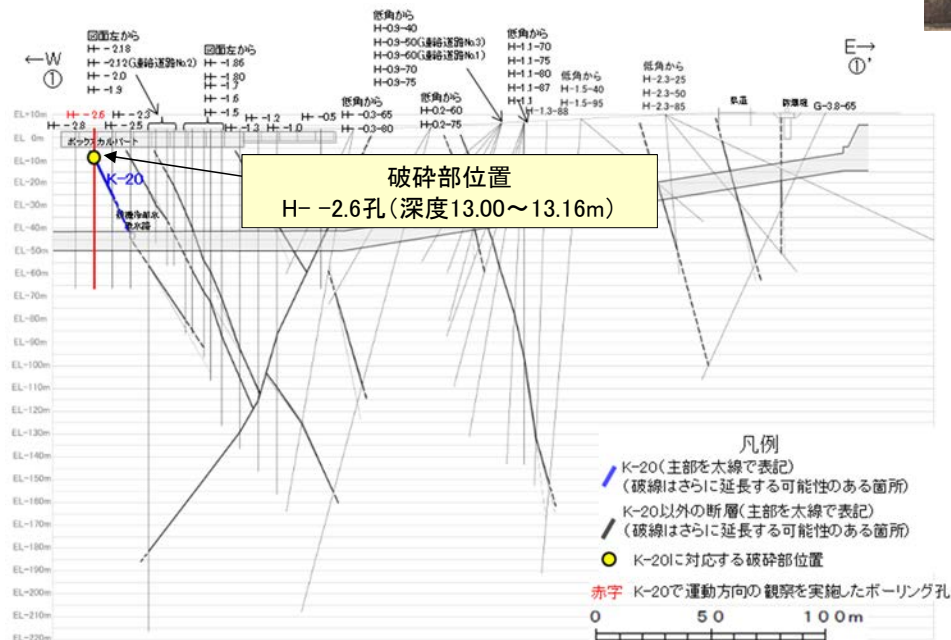 ←W
①
E→
①'
図面左から
H- -2.18
H- -2.12(連絡道路No.2)
H- -2.0
H- -1.9
図面左から
H- -1.86
H- -1.80
H- -1.7
H- -1.6
H- -1.5
低角から
H-0.9-40
H-0.9-50(連絡道路No.3)
H-0.9-60(連絡道路No.1)
H-0.9-70
H-0.9-75
低角から
H-1.1-70
H-1.1-75
H-1.1-80
H-1.1-87
H-1.1
H-1.3-88
低角から
H-1.5-40
H-1.5-95
低角から
H-2.3-25
H-2.3-50
H-2.3-85
軌道
防潮堤
G-3.8-65
H- -2.6
H- -2.3
H- -2.8
H- -2.5
H- -1.3
H- -1.2
H- -1.0
H- -0.5
H-0.3-65
H-0.3-80
低角から
H-0.2-60
H-0.2-75
ボックスカルバート
K-20
破砕部位置
H- -2.6孔(深度13.00～13.16m)
EL+10m
EL 0m
EL-10m
EL-20m
EL-30m
EL-40m
EL-50m
EL-60m
EL-70m
EL-80m
EL-90m
EL-100m
EL-110m
EL-120m
EL-130m
EL-140m
EL-150m
EL-160m
EL-170m
EL-180m
EL-190m
EL-200m
EL-210m
EL-220m
凡例
K-20(主部を太線で表記)
(破線はさらに延長する可能性のある箇所)
K-20以外の断層(主部を太線で表記)
(破線はさらに延長する可能性のある箇所)
K-20に対応する破砕部位置
赤字 K-20で運動方向の観察を実施したボーリング孔
0 50 100m